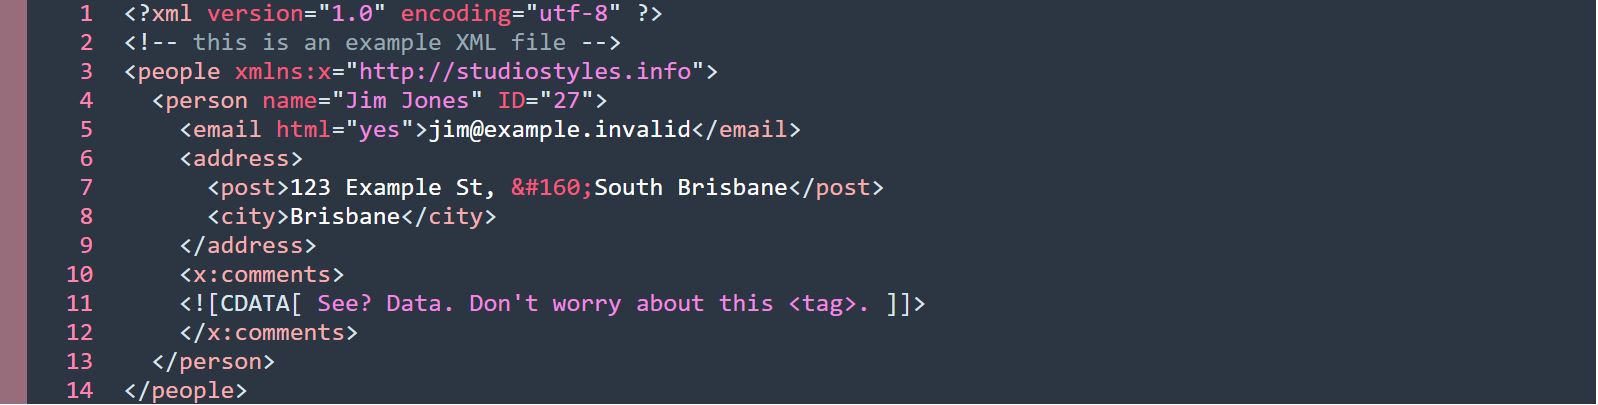 1 <?xml version="1.0" encoding="utf-8" ?>
2 <!-- this is an example XML file -->
3 <people xmlns:x="http://studiostyles.info">
4   <person name="Jim Jones" ID="27">
5     <email html="yes">jim@example.invalid</email>
6     <address>
7       <post>123 Example St, &#160;South Brisbane</post>
8       <city>Brisbane</city>
9     </address>
10     <x:comments>
11     <![CDATA[ See? Data. Don't worry about this <tag>. ]]>
12     </x:comments>
13   </person>
14 </people>